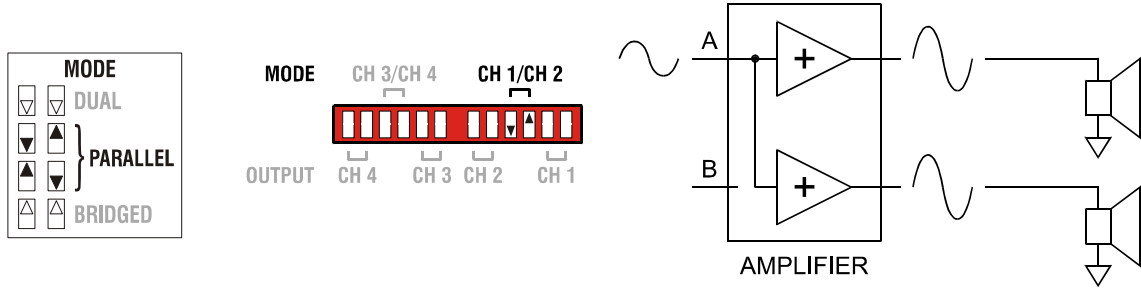 MODE
DUAL
PARALLEL
BRIDGED
MODE CH 3/CH 4 CH 1/CH 2
OUTPUT CH 4 CH 3 CH 2 CH 1
A
B
AMPLIFIER